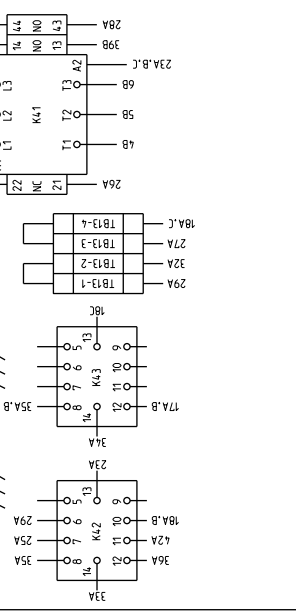 44 NO 43 28A
14 NO 13 39B
A2 23A.B.C
L3 T3 6B
L2 K41 T2 5B
L1 T1 4B
22 NC 21 26A
TB13-4 18A.C
TB13-3 27A
TB13-2 32A
TB13-1 29A
18C
5 13 9
6 10
K43
7 11
35A.B 8 12 17A.B
14
34A
23A
5 13 9
29A 6 10 18A.B
K42
25A 7 11 42A
35A 8 12 36A
14
33A